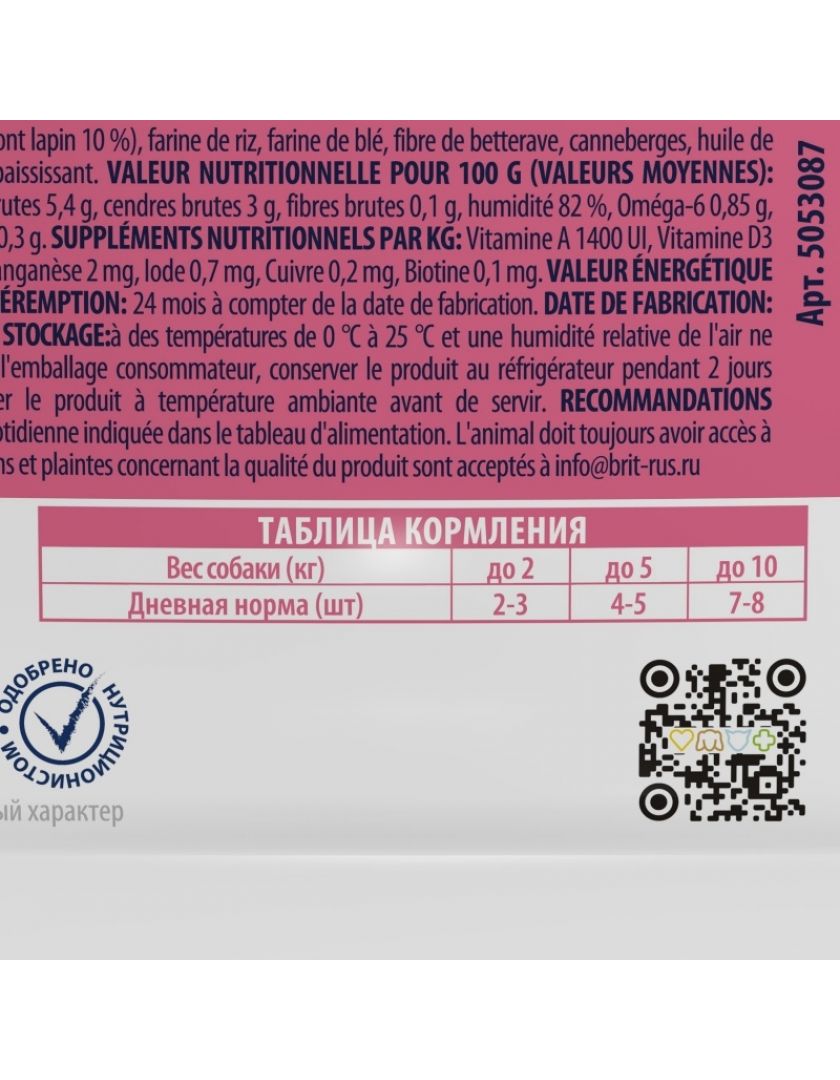 ont lapin 10 %), farine de riz, farine de blé, fibre de betterave, canneberges, huile de
paississant. VALEUR NUTRITIONNELLE POUR 100 G (VALEURS MOYENNES):
rutes 5,4 g, cendres brutes 3 g, fibres brutes 0,1 g, humidité 82 %, Oméga-6 0,85 g,
0,3 g. SUPPLÉMENTS NUTRITIONNELS PAR KG: Vitamine A 1400 UI, Vitamine D3
anganèse 2 mg, Iode 0,7 mg, Cuivre 0,2 mg, Biotine 0,1 mg. VALEUR ÉNERGÉTIQUE
ÉREMPTION: 24 mois à compter de la date de fabrication. DATE DE FABRICATION:
STOCKAGE:à des températures de 0 °C à 25 °C et une humidité relative de l'air ne
l'emballage consommateur, conserver le produit au réfrigérateur pendant 2 jours
er le produit à température ambiante avant de servir. RECOMMANDATIONS
otidienne indiquée dans le tableau d'alimentation. L'animal doit toujours avoir accès à
ns et plaintes concernant la qualité du produit sont acceptés à info@brit-rus.ru
Арт. 5053087
ТАБЛИЦА КОРМЛЕНИЯ
Вес собаки (кг) до 2 до 5 до 10
Дневная норма (шт) 2-3 4-5 7-8
ОДОБРЕНО НУТРИЦИОНИСТОМ
ый характер